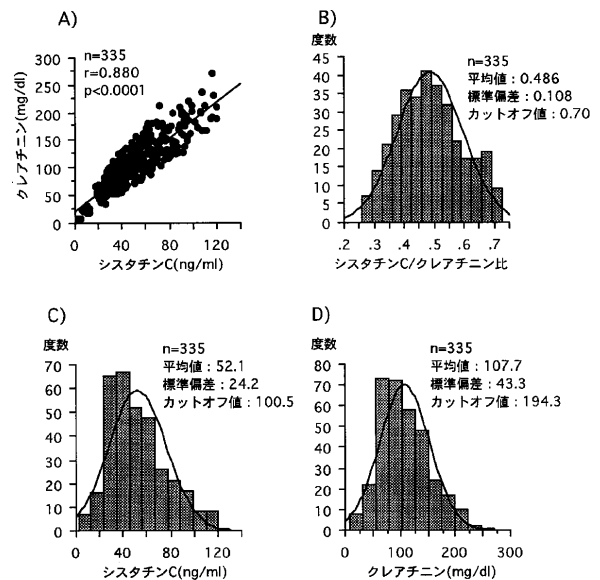 A)
n=335
r=0.880
p<0.0001
クレアチニン(mg/dl)
300
250
200
150
100
50
0
0 40 80 120
シスタチンC(ng/ml)
B)
度数
n=335
平均値：0.486
標準偏差：0.108
カットオフ値：0.70
45
40
35
30
25
20
15
10
5
0
.2 .3 .4 .5 .6 .7
シスタチンC/クレアチニン比
C)
度数
n=335
平均値：52.1
標準偏差：24.2
カットオフ値：100.5
70
60
50
40
30
20
10
0
0 40 80 120
シスタチンC(ng/ml)
D)
度数
n=335
平均値：107.7
標準偏差：43.3
カットオフ値：194.3
80
70
60
50
40
30
20
10
0
0 100 200 300
クレアチニン(mg/dl)